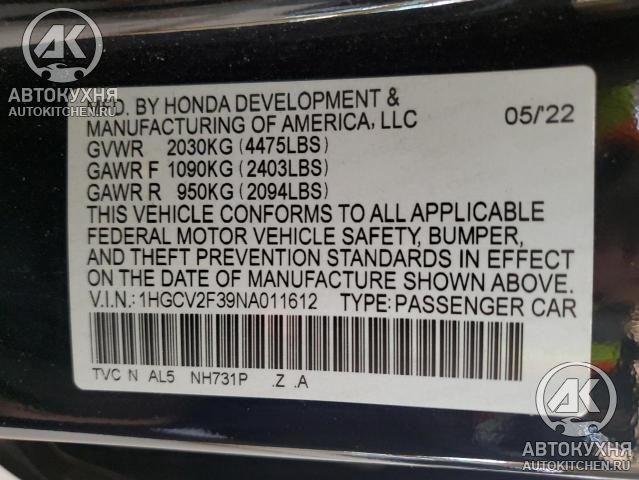 AK
АВТОКУХНЯ
AUTOKITCHEN.RU
MFD. BY HONDA DEVELOPMENT &
MANUFACTURING OF AMERICA, LLC 05/'22
GVWR 2030KG (4475LBS)
GAWR F 1090KG (2403LBS)
GAWR R 950KG (2094LBS)
THIS VEHICLE CONFORMS TO ALL APPLICABLE
FEDERAL MOTOR VEHICLE SAFETY, BUMPER,
AND THEFT PREVENTION STANDARDS IN EFFECT
ON THE DATE OF MANUFACTURE SHOWN ABOVE.
V.I.N.:1HGCV2F39NA011612 TYPE:PASSENGER CAR
TVC N AL5 NH731P .Z .A
AK
АВТОКУХНЯ
AUTOKITCHEN.RU